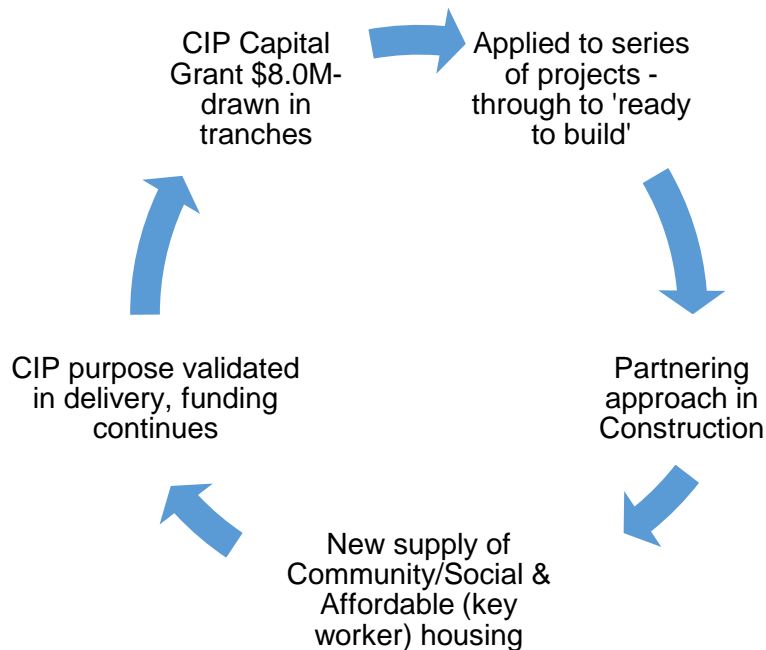 CIP Capital
Grant $8.0M-
drawn in
tranches
Applied to series
of projects -
through to 'ready
to build'
Partnering
approach in
Construction
New supply of
Community/Social &
Affordable (key
worker) housing
CIP purpose validated
in delivery, funding
continues